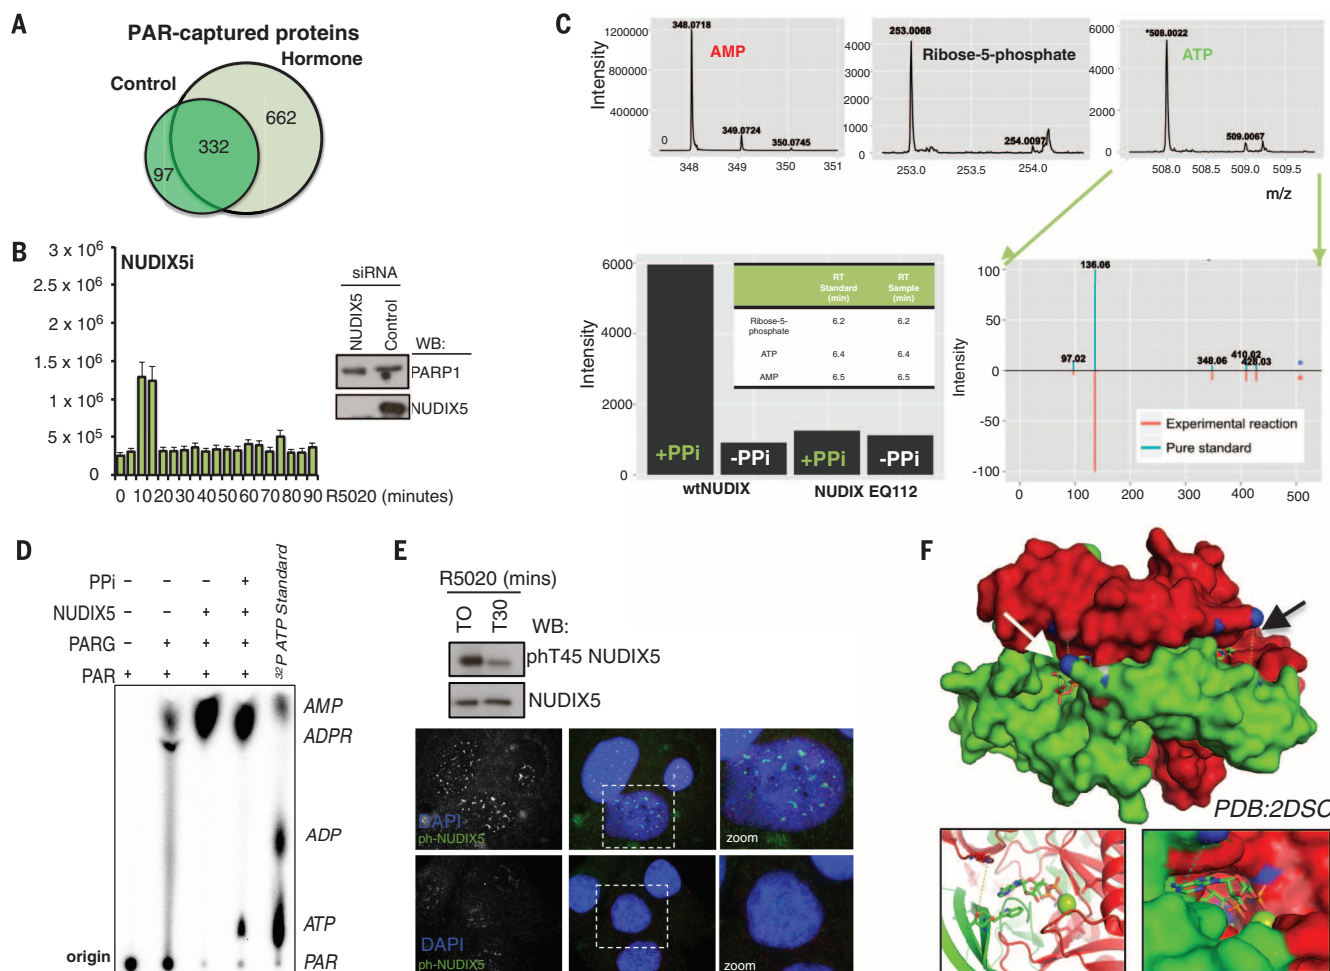 A
PAR-captured proteins
Hormone
Control
662
332
97
B
NUDIX5i
3 x 10⁶
2.5 x 10⁶
1.5 x 10⁶
1 x 10⁶
5 x 10⁵
0
0 10 20 30 40 60 70 80 90 R5020 (minutes)
siRNA
NUDIX5
Control
WB:
PARP1
NUDIX5
C
Intensity
1200000
800000
400000
0
348.0718
AMP
349.0724
350.0745
348 349 350 351
4000
3000
2000
1000
0
253.0068
Ribose-5-phosphate
254.0097
253.0 253.5 254.0
6000
4000
2000
0
*508.0022
ATP
509.0067
508.0 508.5 509.0 509.5
m/z
Intensity
6000
4000
2000
0
RT Standard (min)
RT Sample (min)
Ribose-5-phosphate 6.2 6.2
ATP 6.4 6.4
AMP 6.5 6.5
+PPi -PPi +PPi -PPi
wtNUDIX NUDIX EQ112
Intensity
100
50
0
-50
-100
136.06
97.02
348.06
410.02
428.03
*
*
Experimental reaction
Pure standard
0 100 200 300 400 500
D
PPi – – – +
NUDIX5 – – + +
PARG – + + +
PAR + + + +
³²P ATP Standard
AMP
ADPR
ADP
ATP
PAR
origin
E
R5020 (mins)
TO
T30
WB:
phT45 NUDIX5
NUDIX5
DAPI
ph-NUDIX5
zoom
DAPI
ph-NUDIX5
zoom
F
PDB:2DSC